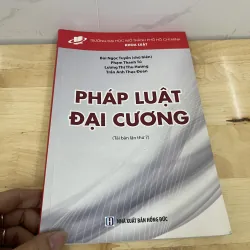 TRƯỜNG ĐẠI HỌC MỞ THÀNH PHỐ HỒ CHÍ MINH
KHOA LUẬT
Bùi Ngọc Tuyền (chủ biên)
Phạm Thanh Tú
Lương Thị Thu Hương
Trần Anh Thục Đoan
PHÁP LUẬT
ĐẠI CƯƠNG
(Tái bản lần thứ 7)
NHÀ XUẤT BẢN HỒNG ĐỨC